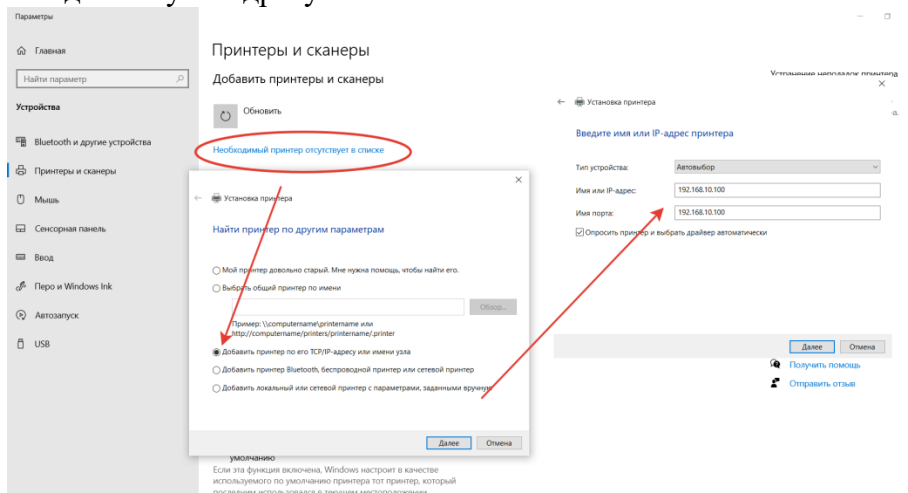 Параметры
Главная
Найти параметр
Устройства
Bluetooth и другие устройства
Принтеры и сканеры
Мышь
Сенсорная панель
Ввод
Перо и Windows Ink
Автозапуск
USB
Принтеры и сканеры
Добавить принтеры и сканеры
Обновить
Необходимый принтер отсутствует в списке
Установка принтера
Найти принтер по другим параметрам
Мой принтер довольно старый. Мне нужна помощь, чтобы найти его.
Выбрать общий принтер по имени
Обзор...
Пример: \\computername\printername или
http://computername/printers/printername/.printer
Добавить принтер по его TCP/IP-адресу или имени узла
Добавить принтер Bluetooth, беспроводной принтер или сетевой принтер
Добавить локальный или сетевой принтер с параметрами, заданными вручную
Далее Отмена
умолчанию
Если эта функция включена, Windows настроит в качестве
используемого по умолчанию принтера тот принтер, который
последним использовался в текущем местоположении.
Устранение неполадок принтера
Установка принтера
Введите имя или IP-адрес принтера
Тип устройства: Автовыбор
Имя или IP-адрес: 192.168.10.100
Имя порта: 192.168.10.100
Опросить принтер и выбрать драйвер автоматически
Далее Отмена
Получить помощь
Отправить отзыв